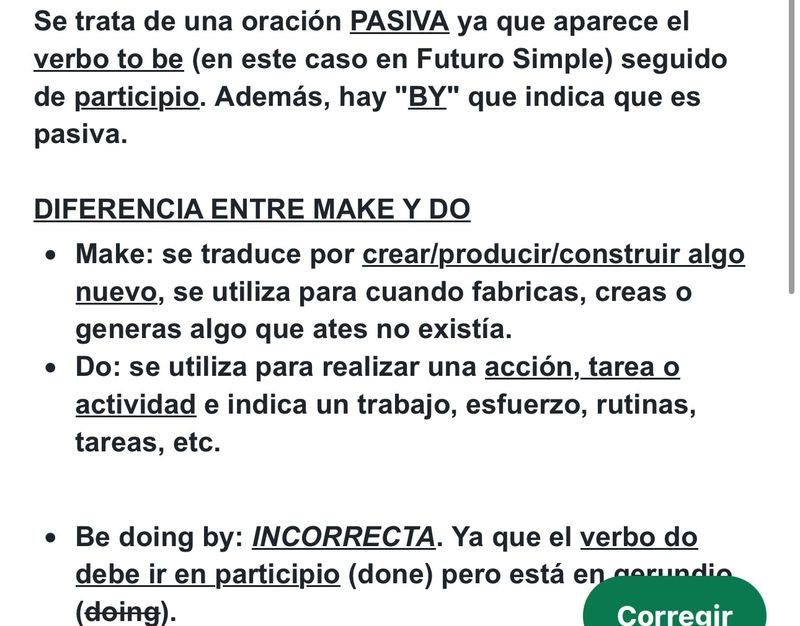 Se trata de una oración PASIVA ya que aparece el
verbo to be (en este caso en Futuro Simple) seguido
de participio. Además, hay "BY" que indica que es
pasiva.
DIFERENCIA ENTRE MAKE Y DO
• Make: se traduce por crear/producir/construir algo
nuevo, se utiliza para cuando fabricas, creas o
generas algo que ates no existía.
• Do: se utiliza para realizar una acción, tarea o
actividad e indica un trabajo, esfuerzo, rutinas,
tareas, etc.
• Be doing by: INCORRECTA. Ya que el verbo do
debe ir en participio (done) pero está en gerundio
(doing).
Corregir